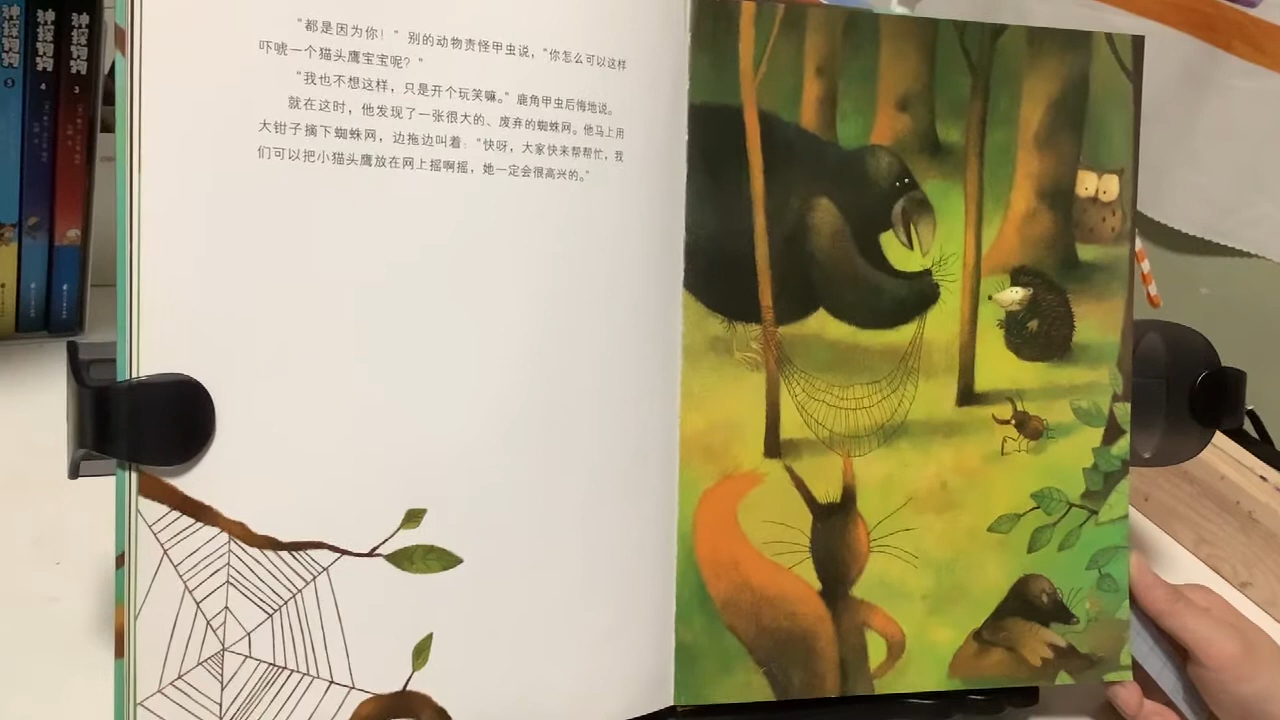 神探狗狗
5
神探狗狗
4
神探狗狗
3
“都是因为你！”别的动物责怪甲虫说，“你怎么可以这样
吓唬一个猫头鹰宝宝呢？”
“我也不想这样，只是开个玩笑嘛。”鹿角甲虫后悔地说。
就在这时，他发现了一张很大的、废弃的蜘蛛网。他马上用
大钳子摘下蜘蛛网，边拖边叫着：“快呀，大家快来帮帮忙，我
们可以把小猫头鹰放在网上摇啊摇，她一定会很高兴的。”